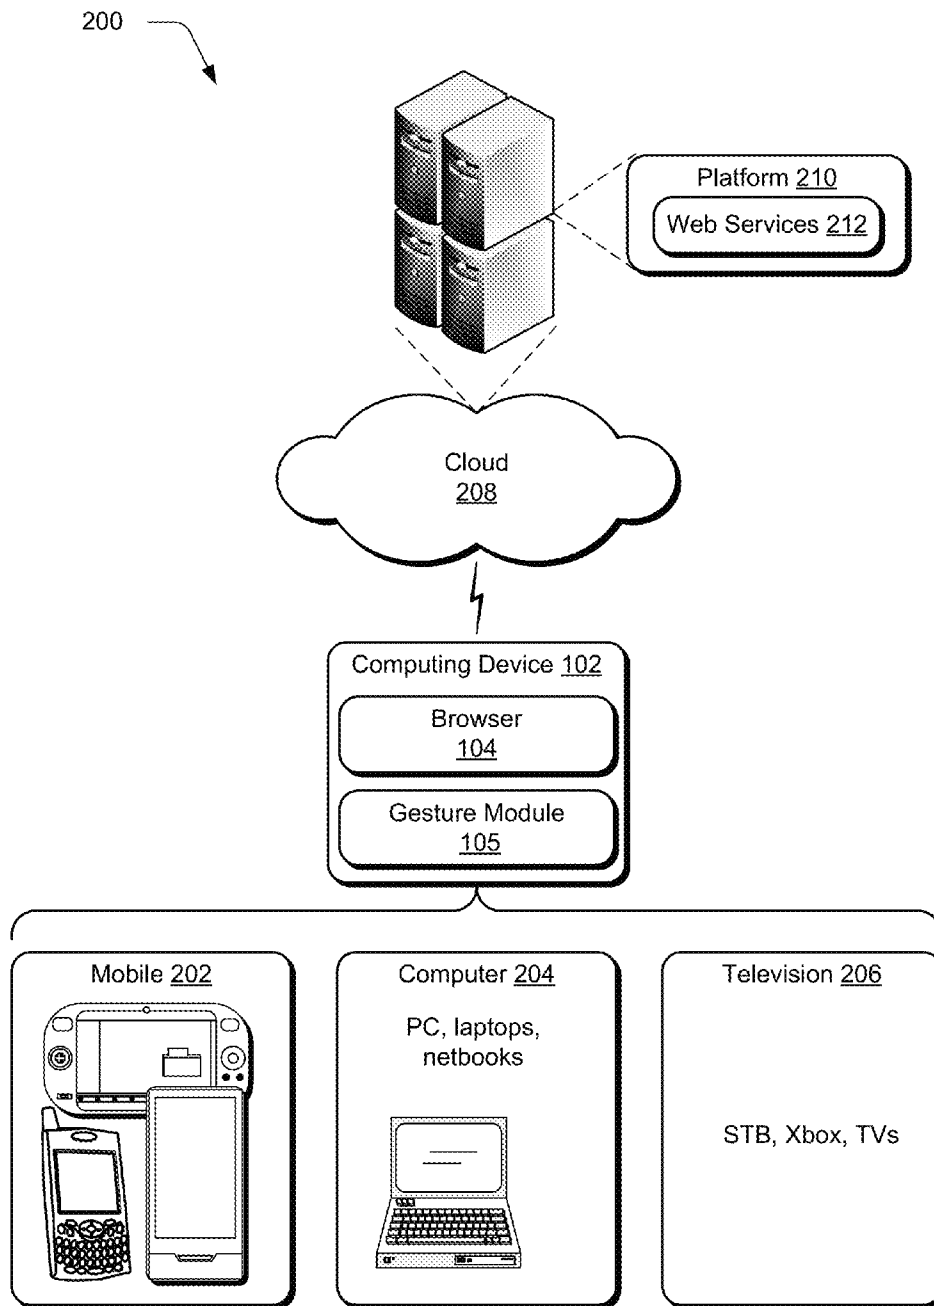 200
Platform 210
Web Services 212
Cloud
208
Computing Device 102
Browser
104
Gesture Module
105
Mobile 202
Computer 204
PC, laptops,
netbooks
Television 206
STB, Xbox, TVs